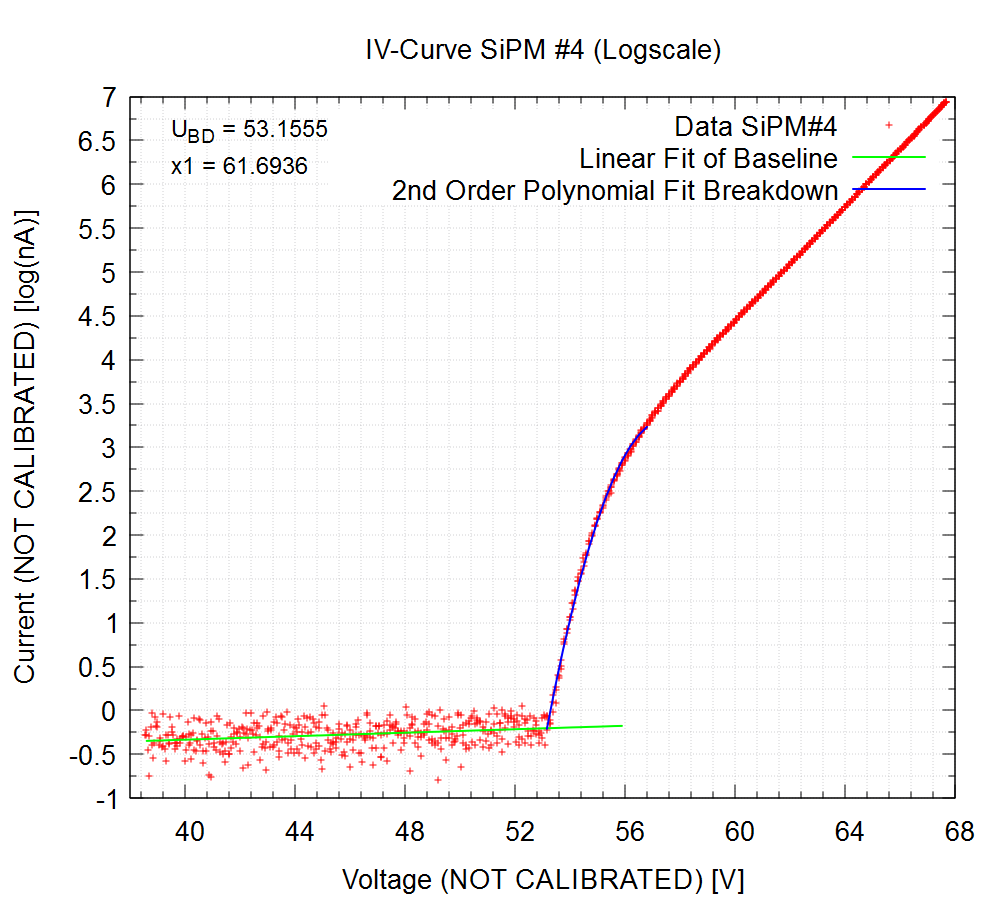 IV-Curve SiPM #4 (Logscale)
U_BD = 53.1555
x1 = 61.6936
Data SiPM#4
Linear Fit of Baseline
2nd Order Polynomial Fit Breakdown
Current (NOT CALIBRATED) [log(nA)]
7
6.5
6
5.5
5
4.5
4
3.5
3
2.5
2
1.5
1
0.5
0
-0.5
-1
40 44 48 52 56 60 64 68
Voltage (NOT CALIBRATED) [V]